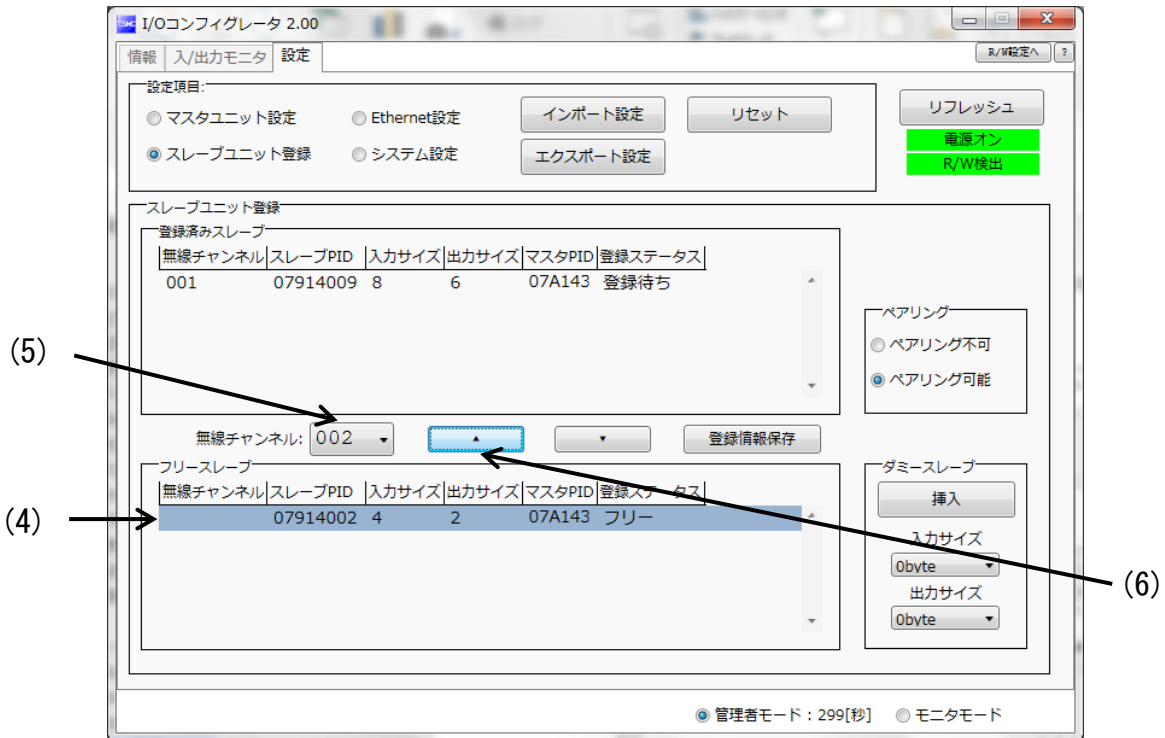 I/Oコンフィグレータ 2.00
情報 入/出力モニタ 設定 R/W設定へ ?
設定項目:
マスタユニット設定 Ethernet設定 インポート設定 リセット リフレッシュ
電源オン
スレーブユニット登録 システム設定 エクスポート設定 R/W検出
スレーブユニット登録
登録済みスレーブ
無線チャンネル スレーブPID 入力サイズ 出力サイズ マスタPID 登録ステータス
001 07914009 8 6 07A143 登録待ち
ペアリング
ペアリング不可
(5)
ペアリング可能
無線チャンネル: 002 ▲ ▼ 登録情報保存
フリースレーブ ダミースレーブ
無線チャンネル スレーブPID 入力サイズ 出力サイズ マスタPID 登録ステータス
挿入
(4) 07914002 4 2 07A143 フリー
入力サイズ
0byte
(6)
出力サイズ
0byte
管理者モード:299[秒] モニタモード